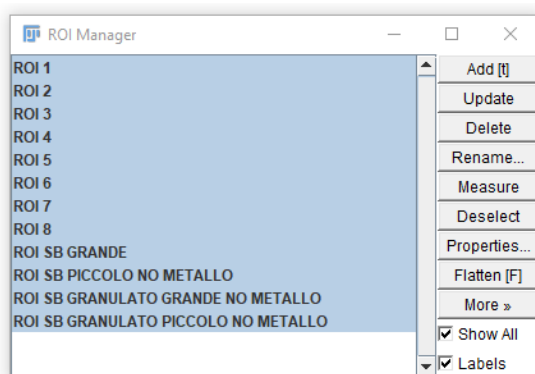 ROI Manager
ROI 1
ROI 2
ROI 3
ROI 4
ROI 5
ROI 6
ROI 7
ROI 8
ROI SB GRANDE
ROI SB PICCOLO NO METALLO
ROI SB GRANULATO GRANDE NO METALLO
ROI SB GRANULATO PICCOLO NO METALLO
Add [t]
Update
Delete
Rename...
Measure
Deselect
Properties...
Flatten [F]
More »
Show All
Labels